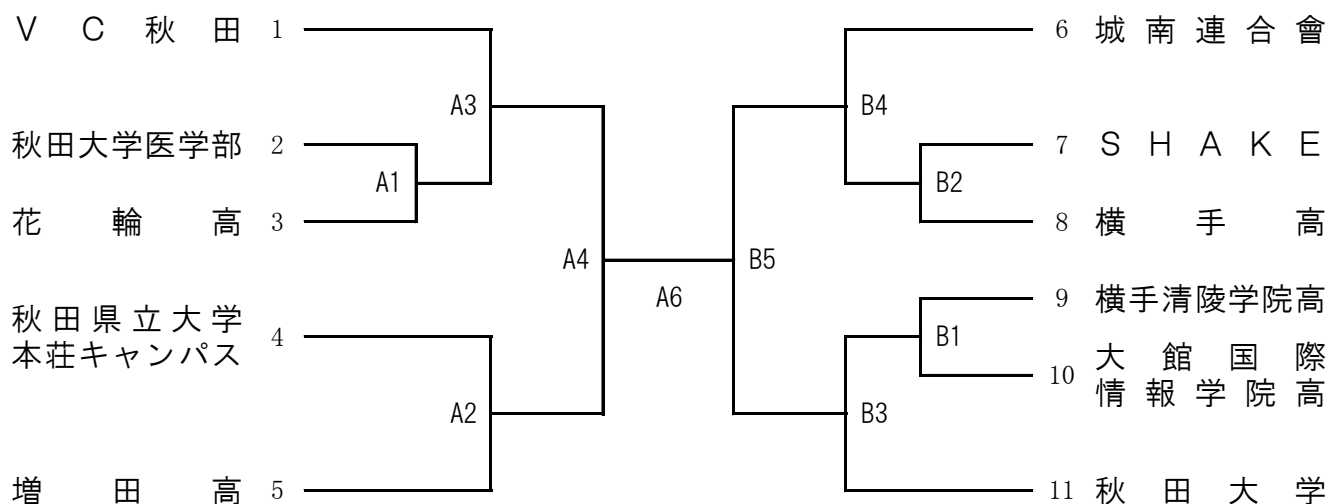 VC秋田 1
A3
秋田大学医学部 2
A1
花輪高 3
A4
秋田県立大学
本荘キャンパス 4
A2
増田高 5
A6
6 城南連合會
B4
7 SHAKE
B2
8 横手高
B5
9 横手清陵学院高
B1
10 大館国際
情報学院高
B3
11 秋田大学